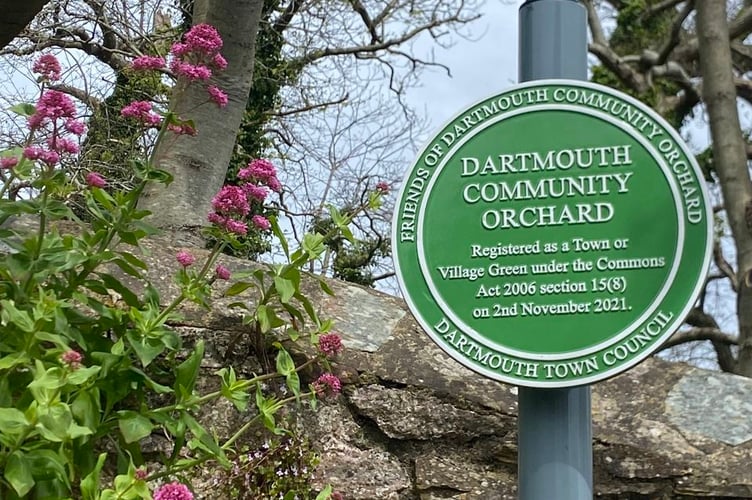 FRIENDS OF DARTMOUTH COMMUNITY ORCHARD
DARTMOUTH
COMMUNITY
ORCHARD
Registered as a Town or
Village Green under the Commons
Act 2006 section 15(8)
on 2nd November 2021.
DARTMOUTH TOWN COUNCIL